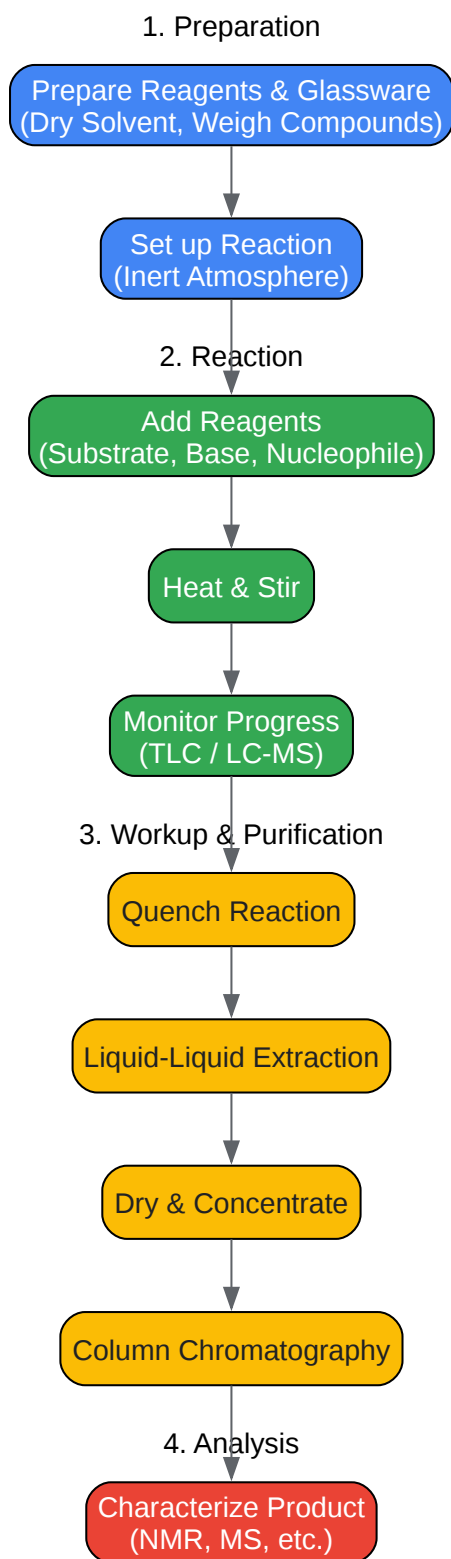 1. Preparation
Prepare Reagents & Glassware
(Dry Solvent, Weigh Compounds)
Set up Reaction
(Inert Atmosphere)
2. Reaction
Add Reagents
(Substrate, Base, Nucleophile)
Heat & Stir
Monitor Progress
(TLC / LC-MS)
3. Workup & Purification
Quench Reaction
Liquid-Liquid Extraction
Dry & Concentrate
Column Chromatography
4. Analysis
Characterize Product
(NMR, MS, etc.)